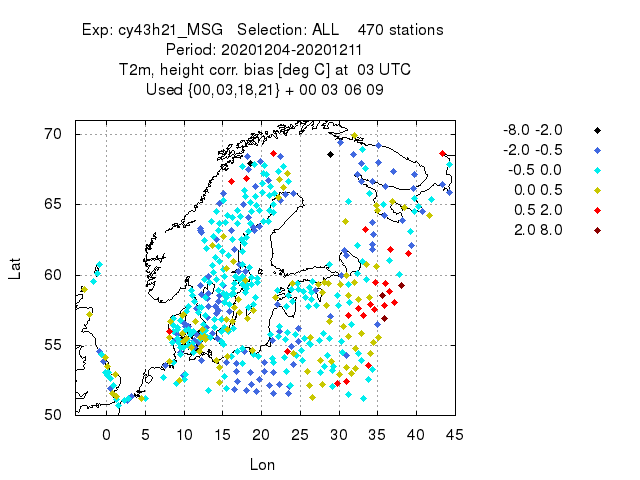 Exp: cy43h21_MSG   Selection: ALL    470 stations
Period: 20201204-20201211
T2m, height corr. bias [deg C] at  03 UTC
Used {00,03,18,21} + 00 03 06 09
70
65
60
55
50
Lat
0 5 10 15 20 25 30 35 40 45
Lon
-8.0 -2.0
-2.0 -0.5
-0.5 0.0
0.0 0.5
0.5 2.0
2.0 8.0